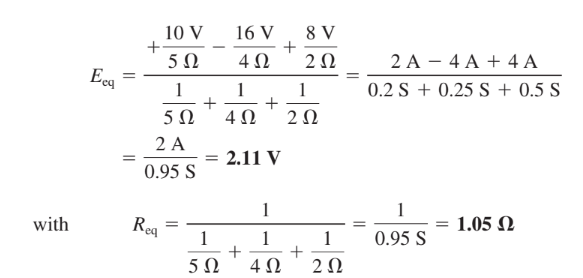 E_eq = (+ 10 V / 5 Ω − 16 V / 4 Ω + 8 V / 2 Ω) / (1 / 5 Ω + 1 / 4 Ω + 1 / 2 Ω) = (2 A − 4 A + 4 A) / (0.2 S + 0.25 S + 0.5 S)
= 2 A / 0.95 S = 2.11 V
with R_eq = 1 / (1 / 5 Ω + 1 / 4 Ω + 1 / 2 Ω) = 1 / 0.95 S = 1.05 Ω